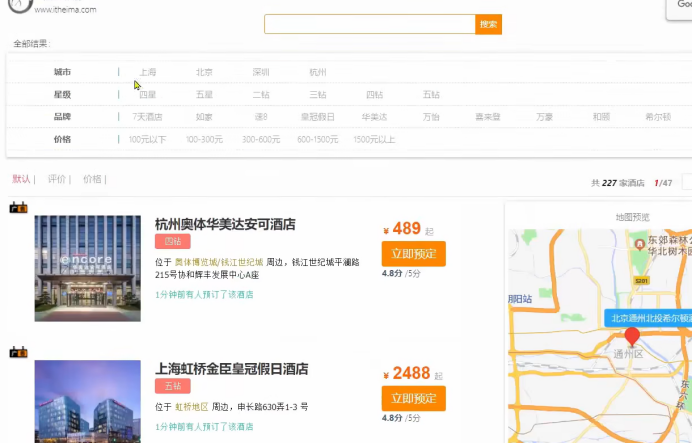 www.itheima.com
搜索
全部结果:
城市 | 上海 北京 深圳 杭州
星级 | 四星 五星 二钻 三钻 四钻 五钻
品牌 | 7天酒店 如家 速8 皇冠假日 华美达 万怡 喜来登 万豪 和颐 希尔顿
价格 | 100元以下 100-300元 300-600元 600-1500元 1500元以上
默认 | 评价 | 价格 |
共 227 家酒店 1/47
杭州奥体华美达安可酒店
四钻
位于 奥体博览城/钱江世纪城 周边，钱江世纪城平澜路
215号协和辉丰发展中心A座
1分钟前有人预订了该酒店
¥ 489 起
立即预定
4.8分 /5分
encore
上海虹桥金臣皇冠假日酒店
五钻
位于 虹桥地区 周边，申长路630弄1-3 号
1分钟前有人预订了该酒店
¥ 2488 起
立即预定
4.8分 /5分
地图预览
东郊森林公
华北树木园
S201
朝阳站
北京通州北投希尔顿酒
通州区